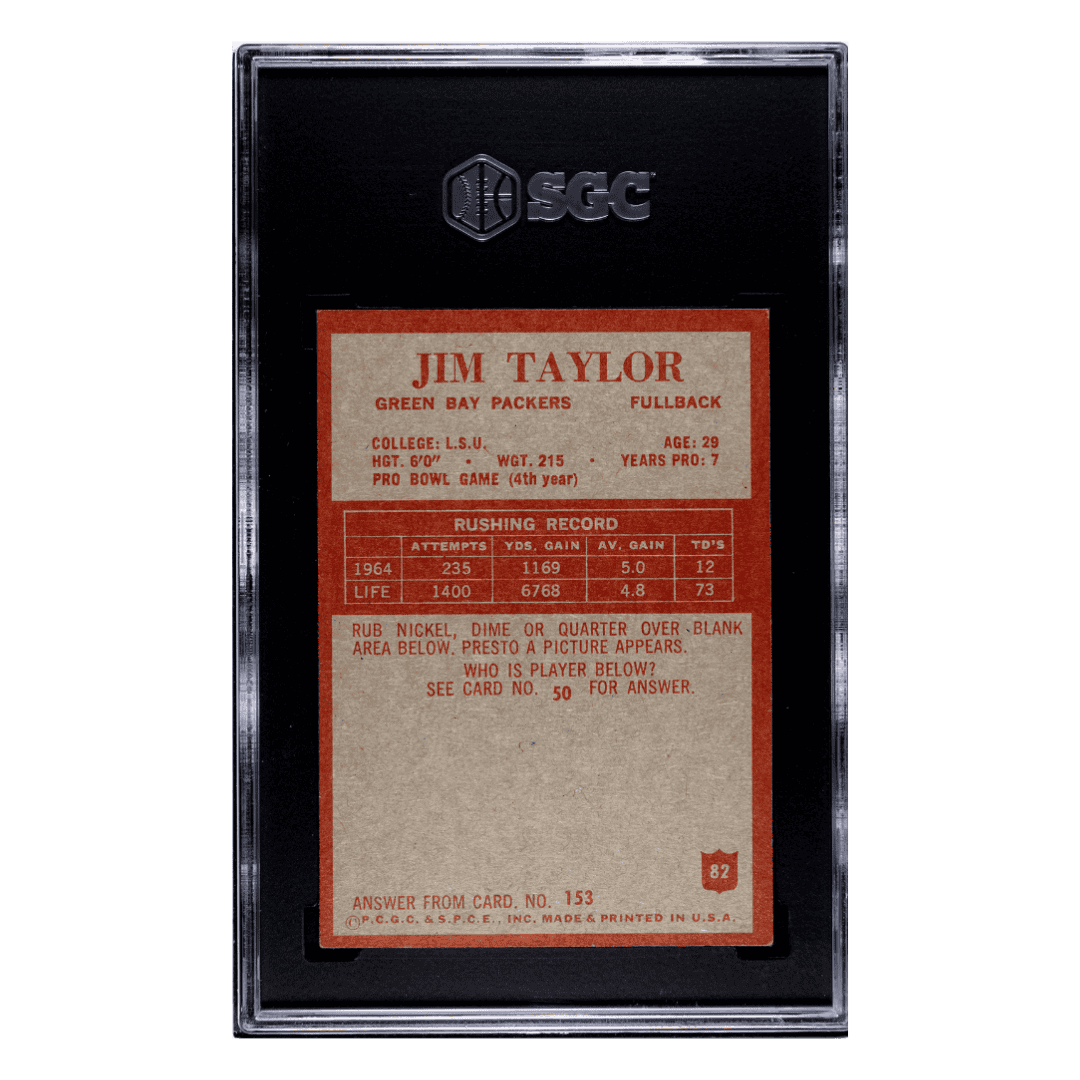 SGC
JIM TAYLOR
GREEN BAY PACKERS FULLBACK
COLLEGE: L.S.U. AGE: 29
HGT. 6'0" • WGT. 215 • YEARS PRO: 7
PRO BOWL GAME (4th year)
RUSHING RECORD
ATTEMPTS YDS. GAIN AV. GAIN TD'S
1964 235 1169 5.0 12
LIFE 1400 6768 4.8 73
RUB NICKEL, DIME OR QUARTER OVER BLANK
AREA BELOW. PRESTO A PICTURE APPEARS.
WHO IS PLAYER BELOW?
SEE CARD NO. 50 FOR ANSWER.
82
ANSWER FROM CARD. NO. 153
©P.C.G.C. & S.P.C.E., INC. MADE & PRINTED IN U.S.A.